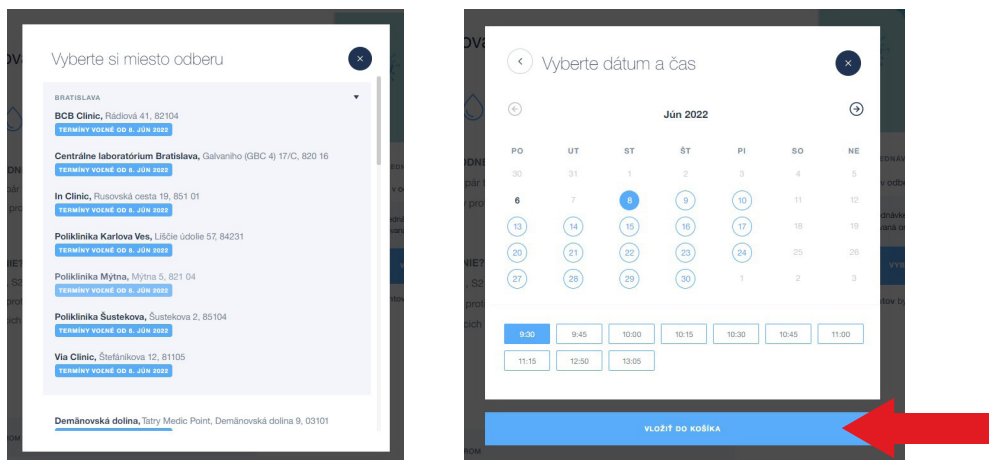 Vyberte si miesto odberu
BRATISLAVA
BCB Clinic, Rádiová 41, 82104
TERMÍNY VOĽNÉ OD 8. JÚN 2022
Centrálne laboratórium Bratislava, Galvaniho (GBC 4) 17/C, 820 16
TERMÍNY VOĽNÉ OD 8. JÚN 2022
In Clinic, Rusovská cesta 19, 851 01
TERMÍNY VOĽNÉ OD 8. JÚN 2022
Poliklinika Karlova Ves, Líščie údolie 57, 84231
TERMÍNY VOĽNÉ OD 8. JÚN 2022
Poliklinika Mýtna, Mýtna 5, 821 04
TERMÍNY VOĽNÉ OD 8. JÚN 2022
Poliklinika Šustekova, Šustekova 2, 85104
TERMÍNY VOĽNÉ OD 8. JÚN 2022
Via Clinic, Štefánikova 12, 81105
TERMÍNY VOĽNÉ OD 8. JÚN 2022
Demänovská dolina, Tatry Medic Point, Demänovská dolina 9, 03101
Vyberte dátum a čas
Jún 2022
PO UT ST ŠT PI SO NE
30 31 1 2 3 4 5
6 7 8 9 10 11 12
13 14 15 16 17 18 19
20 21 22 23 24 25 26
27 28 29 30 1 2 3
9:30 9:45 10:00 10:15 10:30 10:45 11:00
11:15 12:50 13:05
VLOŽIŤ DO KOŠÍKA